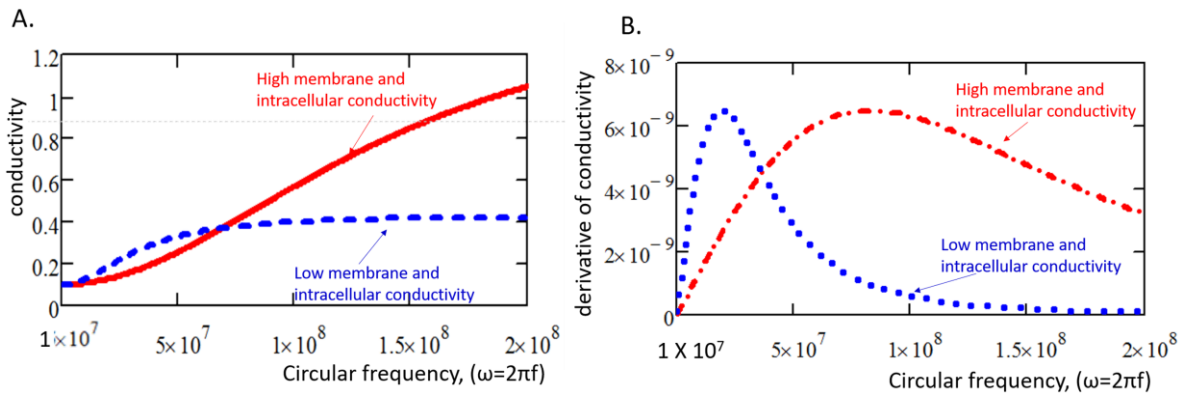 A.
1.2
1
0.8
0.6
0.4
0.2
0
conductivity
High membrane and
intracellular conductivity
Low membrane and
intracellular conductivity
1×10⁷
5×10⁷
1×10⁸
1.5×10⁸
2×10⁸
Circular frequency, (ω=2πf)
B.
8×10⁻⁹
6×10⁻⁹
4×10⁻⁹
2×10⁻⁹
0
derivative of conductivity
High membrane and
intracellular conductivity
Low membrane and
intracellular conductivity
1 X 10⁷
5×10⁷
1×10⁸
1.5×10⁸
2×10⁸
Circular frequency, (ω=2πf)